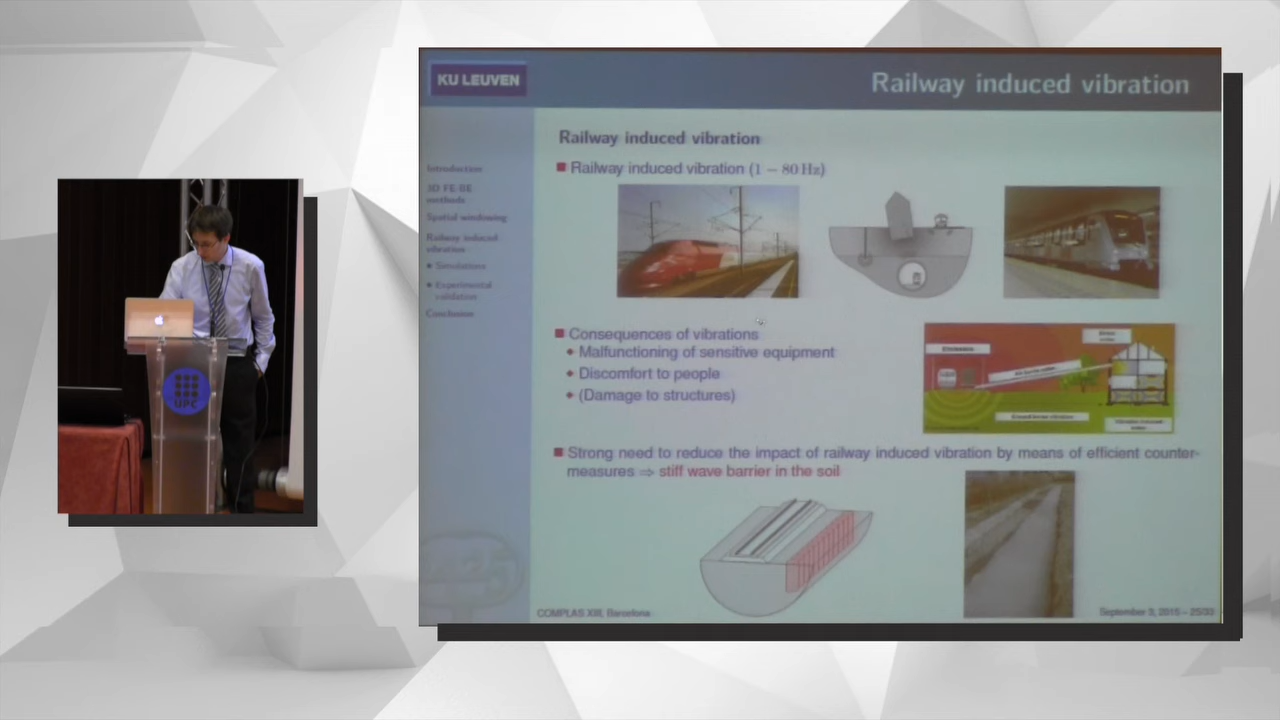 KU LEUVEN
Railway induced vibration
Introduction
3D FE-BE
methods
Spatial windowing
Railway induced
vibration
Simulations
Experimental
validation
Conclusion
Railway induced vibration
Railway induced vibration (1 − 80 Hz)
Consequences of vibrations
Malfunctioning of sensitive equipment
Discomfort to people
(Damage to structures)
Strong need to reduce the impact of railway induced vibration by means of efficient counter-
measures ⇒ stiff wave barrier in the soil
COMPLAS XIII, Barcelona
September 3, 2015 – 25/33
UPC